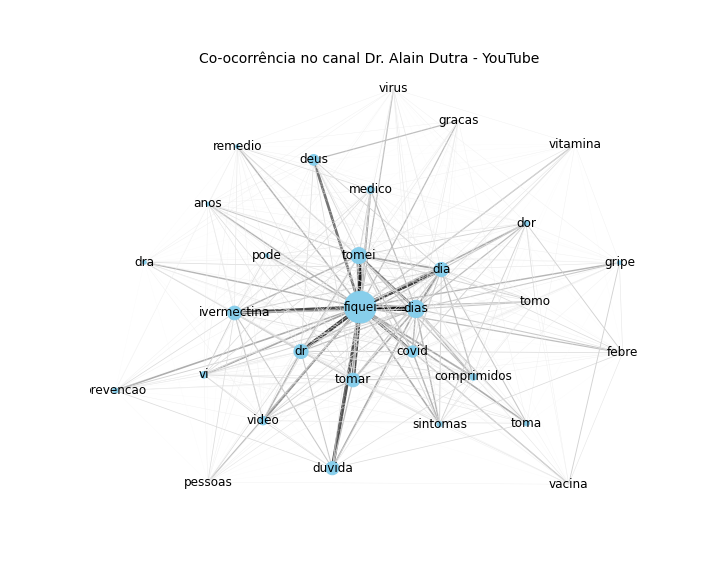 Co-ocorrência no canal Dr. Alain Dutra - YouTube
virus
gracas
remedio
vitamina
deus
medico
anos
dor
tomei
pode
dra
dia
gripe
tomo
fiquei
dias
ivermectina
dr
covid
febre
vi
tomar
comprimidos
revencao
video
sintomas
toma
duvida
pessoas
vacina